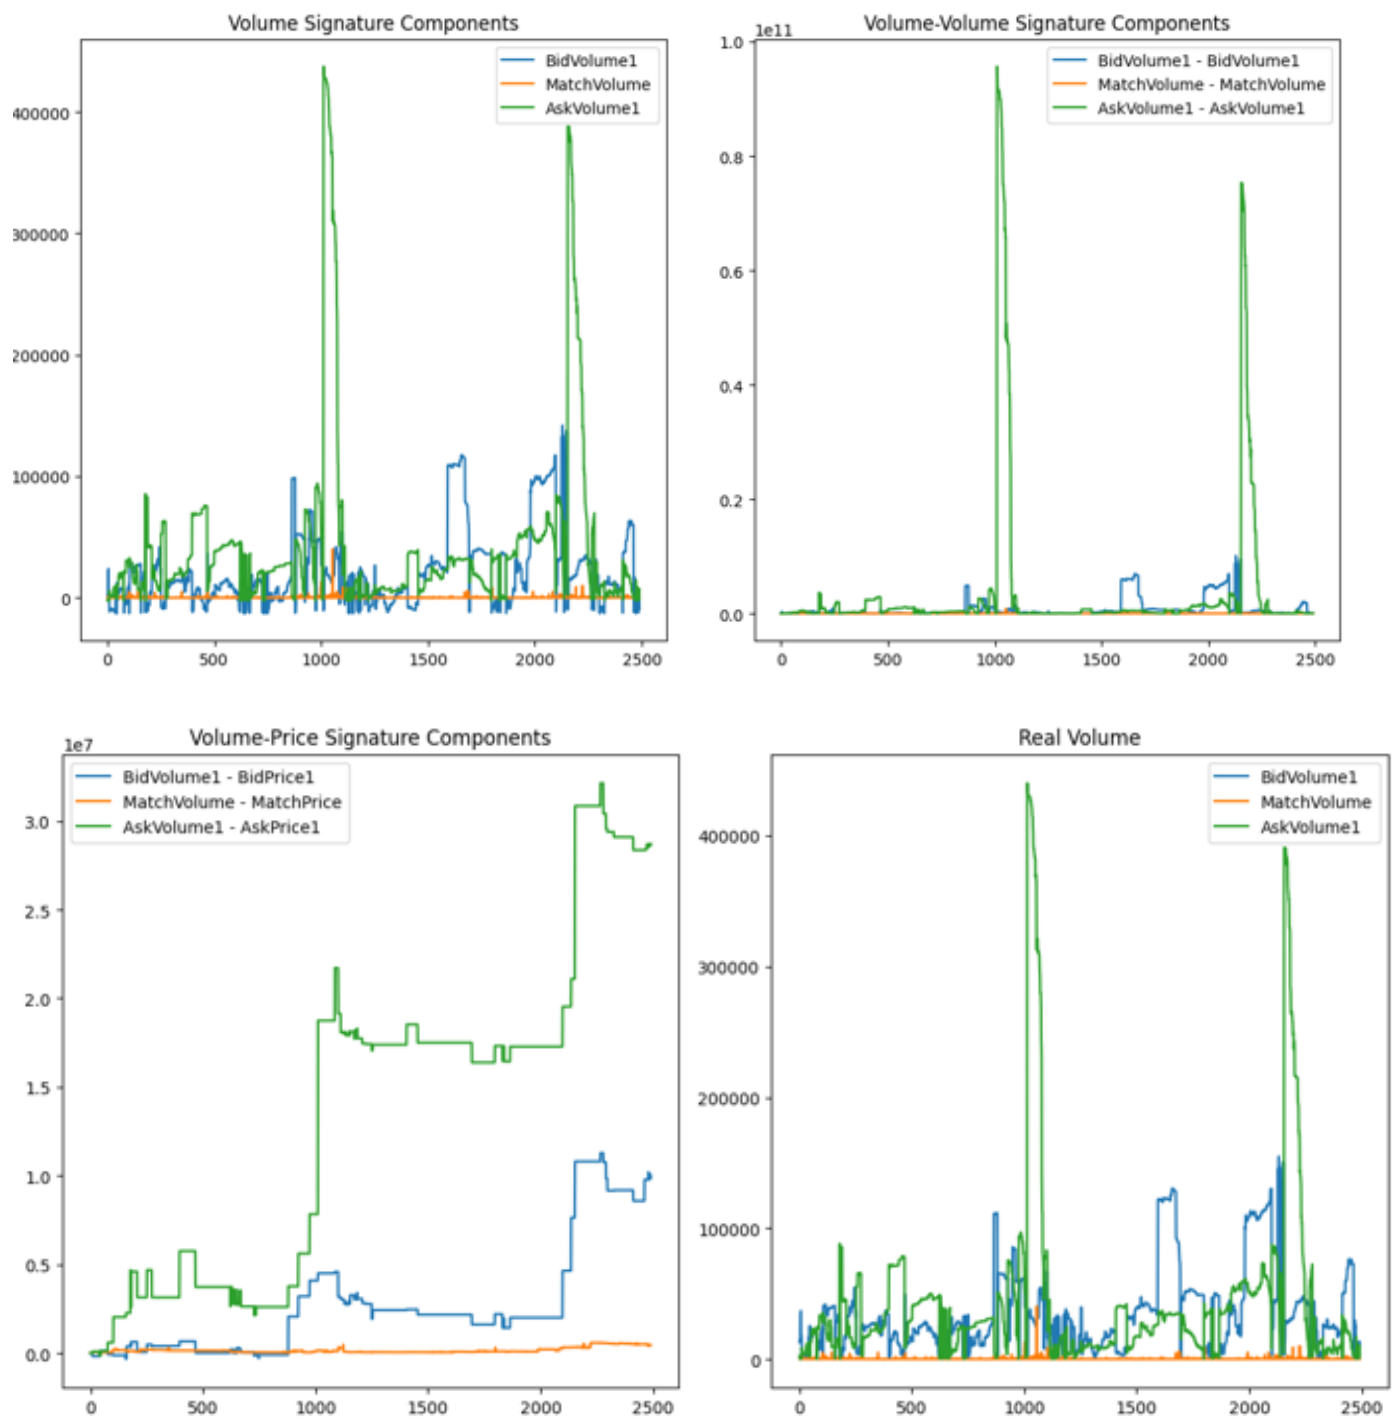 Volume Signature Components
BidVolume1
MatchVolume
AskVolume1
400000
300000
200000
100000
0
0 500 1000 1500 2000 2500
Volume-Volume Signature Components
1e11
BidVolume1 - BidVolume1
MatchVolume - MatchVolume
AskVolume1 - AskVolume1
1.0
0.8
0.6
0.4
0.2
0.0
0 500 1000 1500 2000 2500
Volume-Price Signature Components
1e7
BidVolume1 - BidPrice1
MatchVolume - MatchPrice
AskVolume1 - AskPrice1
3.0
2.5
2.0
1.5
1.0
0.5
0.0
0 500 1000 1500 2000 2500
Real Volume
BidVolume1
MatchVolume
AskVolume1
400000
300000
200000
100000
0
0 500 1000 1500 2000 2500